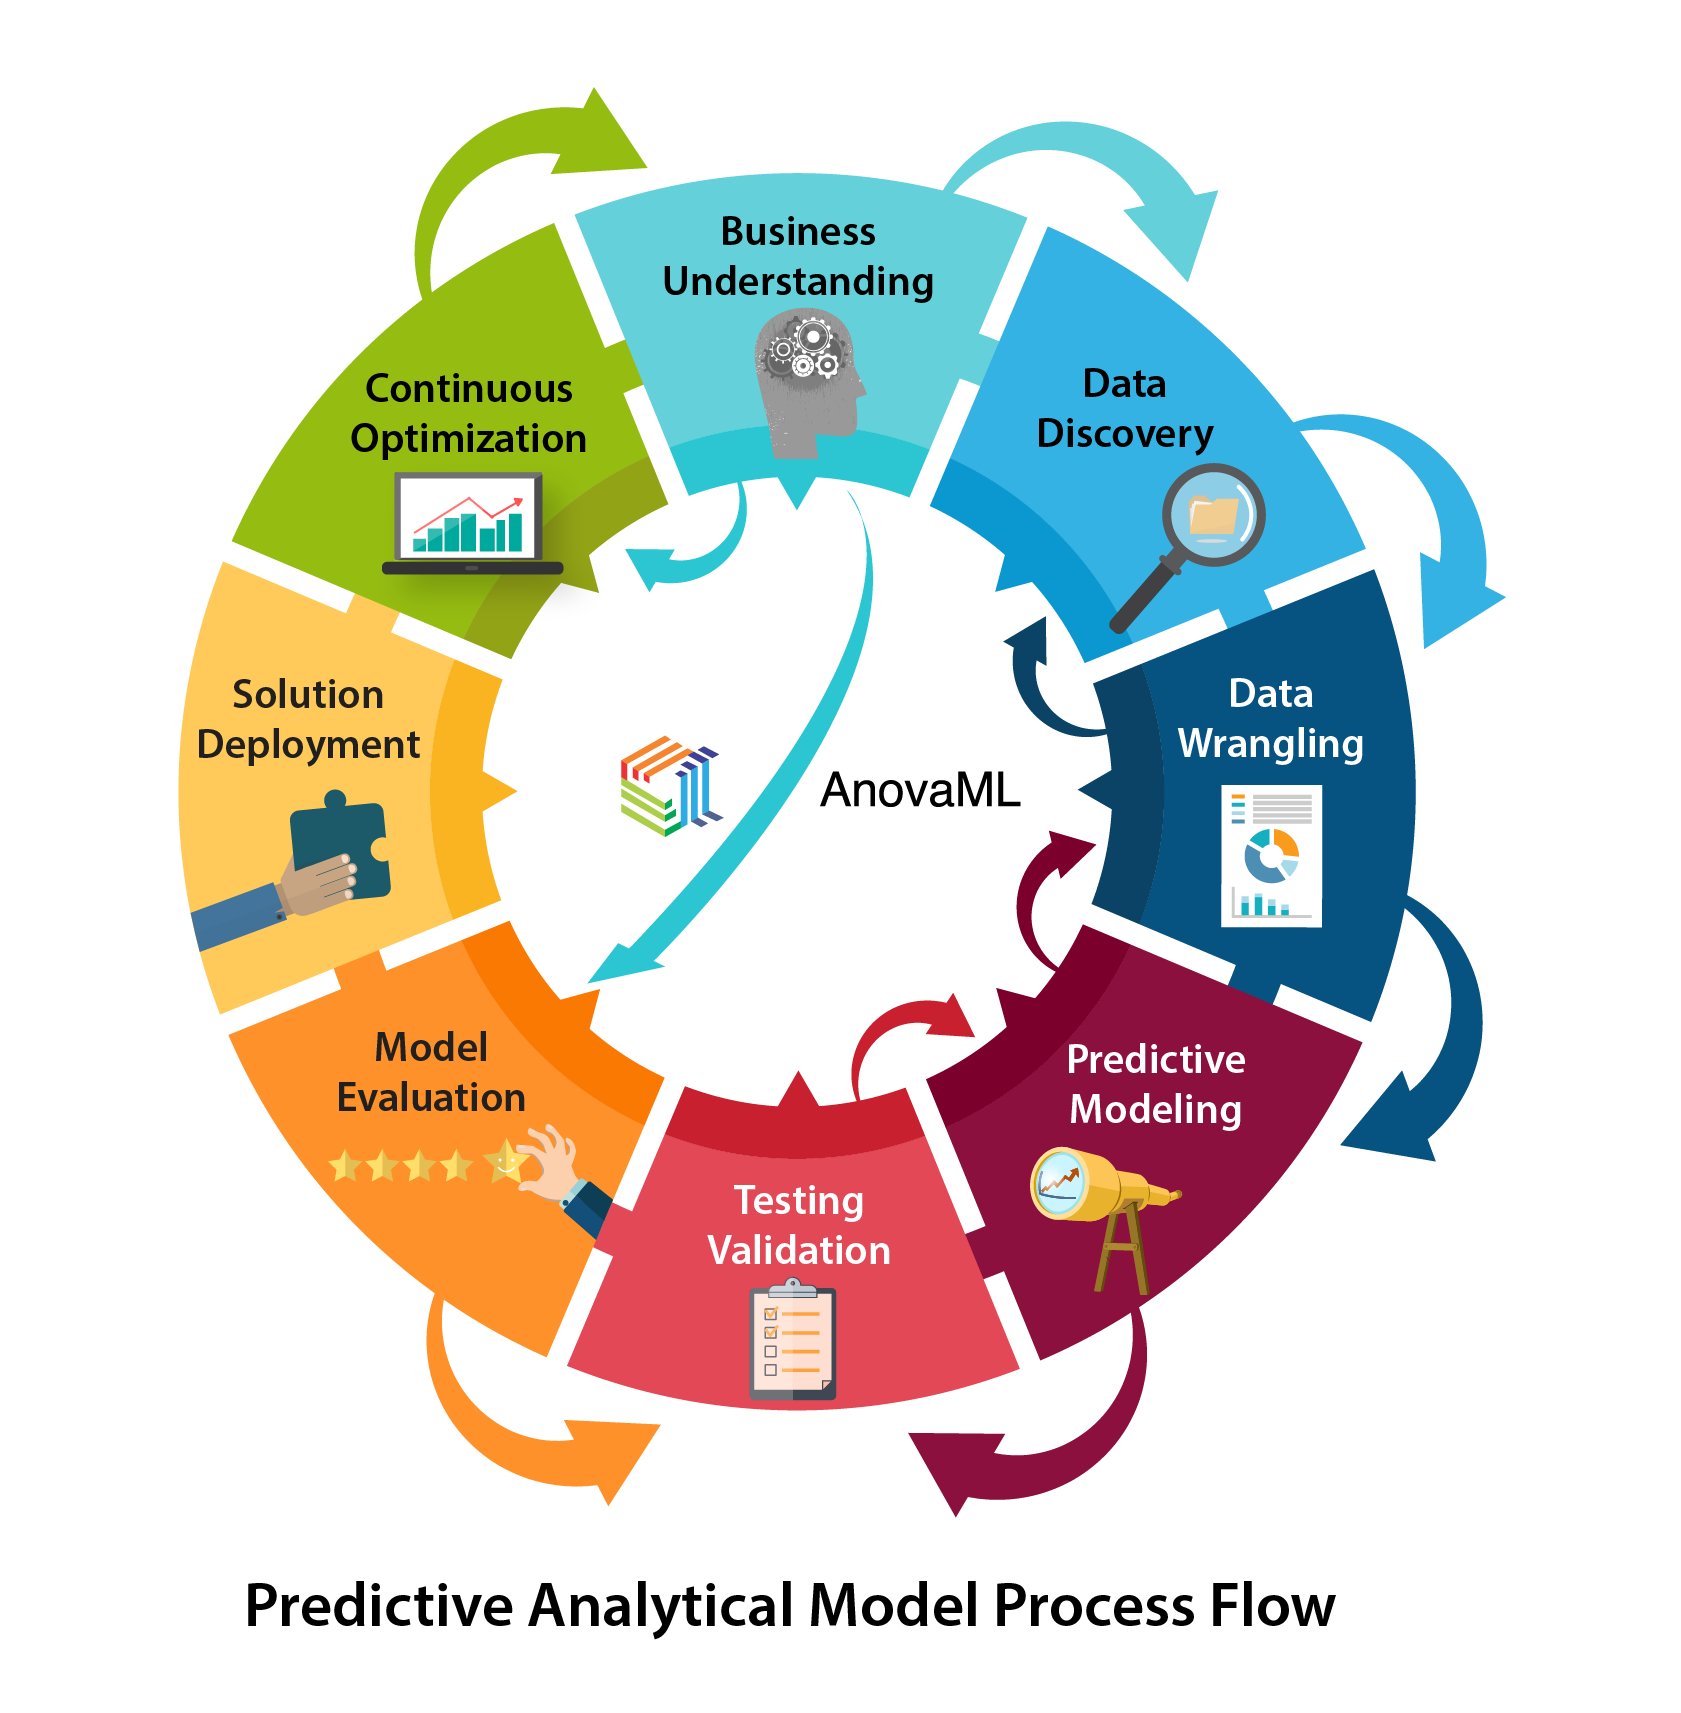 Business
Understanding
Data
Discovery
Data
Wrangling
Predictive
Modeling
Testing
Validation
Model
Evaluation
Solution
Deployment
Continuous
Optimization
AnovaML
Predictive Analytical Model Process Flow